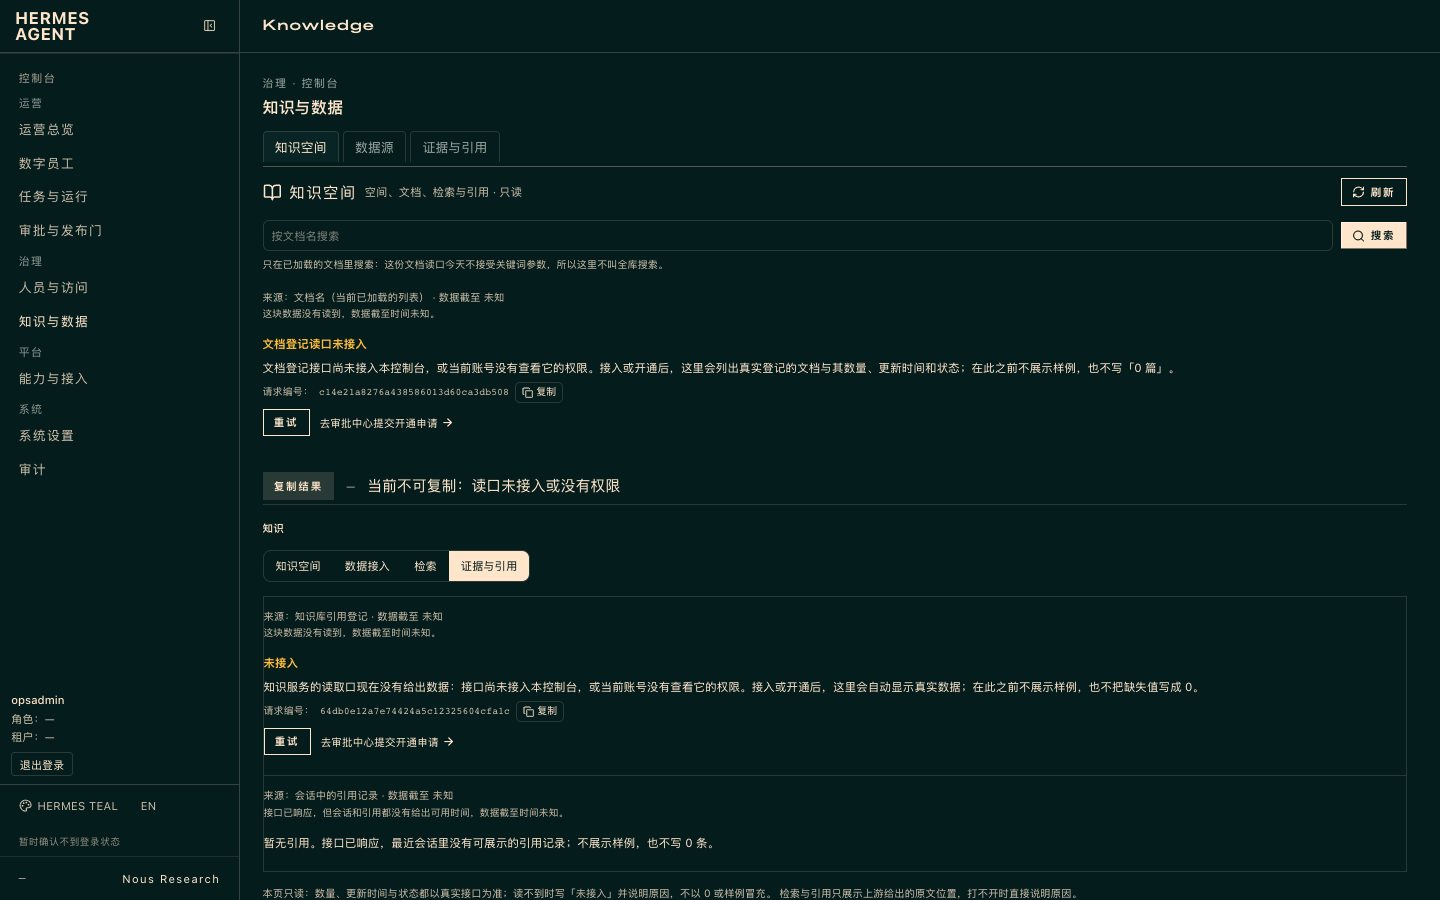 HERMES
AGENT
控制台
运营
运营总览
数字员工
任务与运行
审批与发布门
治理
人员与访问
知识与数据
平台
能力与接入
系统
系统设置
审计
opsadmin
角色：—
租户：—
退出登录
HERMES TEAL EN
暂时确认不到登录状态
— Nous Research
Knowledge
治理 · 控制台
知识与数据
知识空间 数据源 证据与引用
知识空间 空间、文档、检索与引用 · 只读 刷新
按文档名搜索 搜索
只在已加载的文档里搜索：这份文档读口今天不接受关键词参数，所以这里不叫全库搜索。
来源：文档名（当前已加载的列表） · 数据截至 未知
这块数据没有读到，数据截至时间未知。
文档登记读口未接入
文档登记接口尚未接入本控制台，或当前账号没有查看它的权限。接入或开通后，这里会列出真实登记的文档与其数量、更新时间和状态；在此之前不展示样例，也不写「0 篇」。
请求编号： c14e21a8276a438586013d60ca3db508 复制
重试 去审批中心提交开通申请 →
复制结果 — 当前不可复制：读口未接入或没有权限
知识
知识空间 数据接入 检索 证据与引用
来源：知识库引用登记 · 数据截至 未知
这块数据没有读到，数据截至时间未知。
未接入
知识服务的读取口现在没有给出数据：接口尚未接入本控制台，或当前账号没有查看它的权限。接入或开通后，这里会自动显示真实数据；在此之前不展示样例，也不把缺失值写成 0。
请求编号： 64db0e12a7e74424a5c12325604cfa1c 复制
重试 去审批中心提交开通申请 →
来源：会话中的引用记录 · 数据截至 未知
接口已响应，但会话和引用都没有给出可用时间，数据截至时间未知。
暂无引用。接口已响应，最近会话里没有可展示的引用记录；不展示样例，也不写 0 条。
本页只读：数量、更新时间与状态都以真实接口为准；读不到时写「未接入」并说明原因，不以 0 或样例冒充。 检索与引用只展示上游给出的原文位置，打不开时直接说明原因。